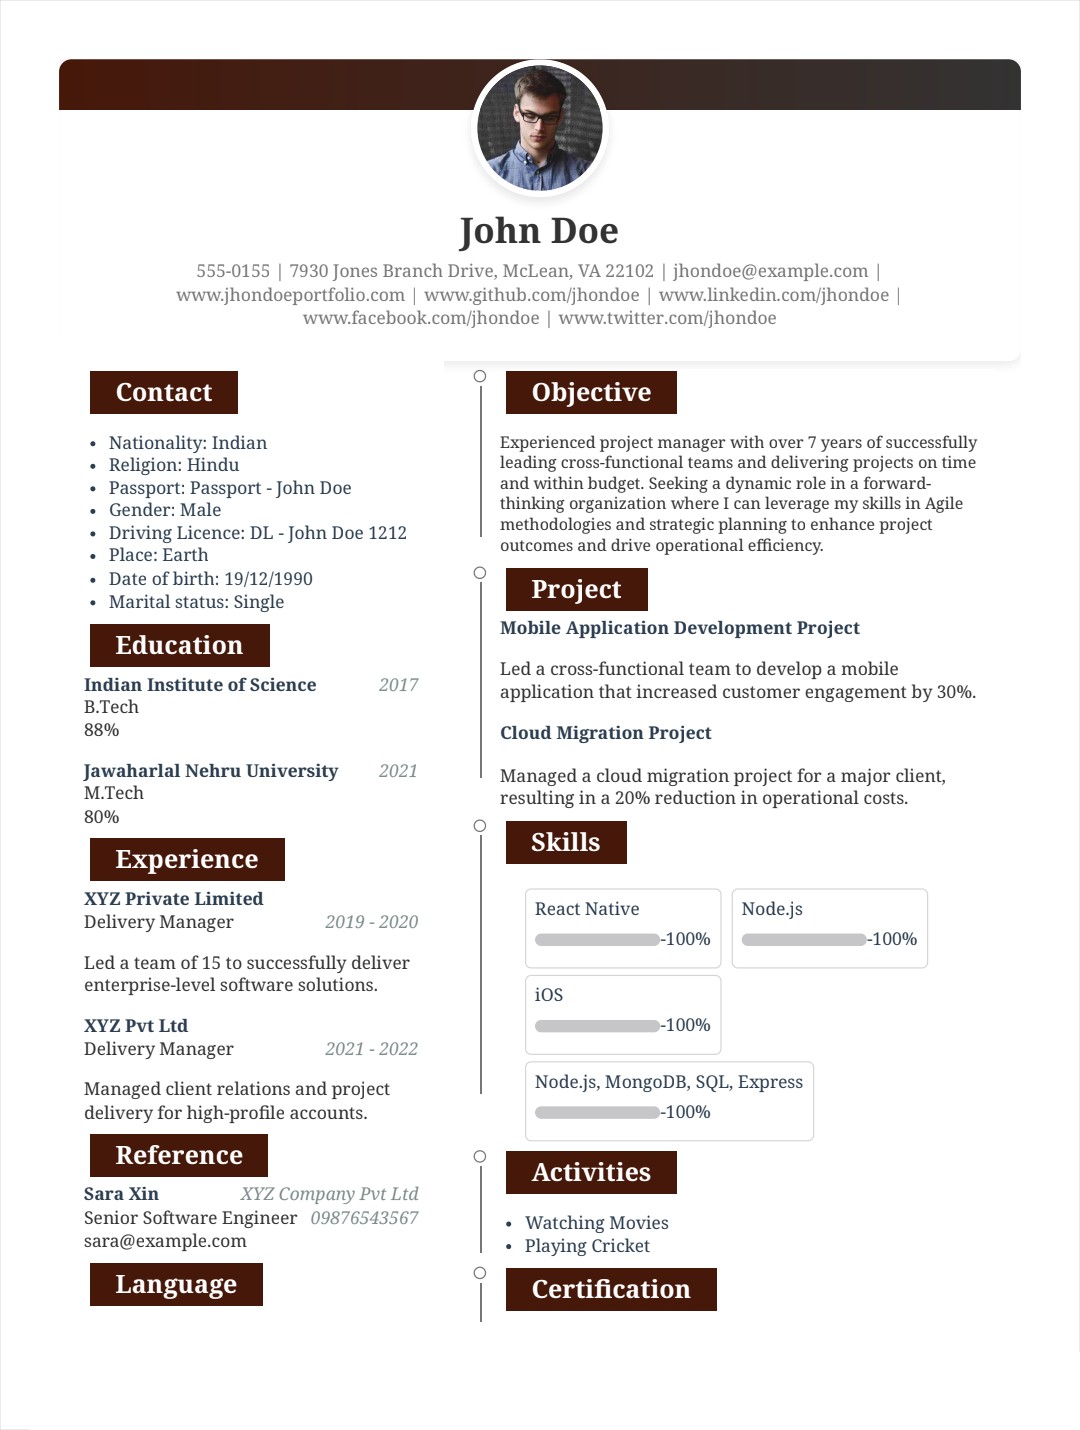 John Doe
555-0155 | 7930 Jones Branch Drive, McLean, VA 22102 | jhondoe@example.com |
www.jhondoeportfolio.com | www.github.com/jhondoe | www.linkedin.com/jhondoe |
www.facebook.com/jhondoe | www.twitter.com/jhondoe
Contact
• Nationality: Indian
• Religion: Hindu
• Passport: Passport - John Doe
• Gender: Male
• Driving Licence: DL - John Doe 1212
• Place: Earth
• Date of birth: 19/12/1990
• Marital status: Single
Education
Indian Institute of Science 2017
B.Tech
88%
Jawaharlal Nehru University 2021
M.Tech
80%
Experience
XYZ Private Limited
Delivery Manager 2019 - 2020
Led a team of 15 to successfully deliver
enterprise-level software solutions.
XYZ Pvt Ltd
Delivery Manager 2021 - 2022
Managed client relations and project
delivery for high-profile accounts.
Reference
Sara Xin XYZ Company Pvt Ltd
Senior Software Engineer 09876543567
sara@example.com
Language
Objective
Experienced project manager with over 7 years of successfully
leading cross-functional teams and delivering projects on time
and within budget. Seeking a dynamic role in a forward-
thinking organization where I can leverage my skills in Agile
methodologies and strategic planning to enhance project
outcomes and drive operational efficiency.
Project
Mobile Application Development Project
Led a cross-functional team to develop a mobile
application that increased customer engagement by 30%.
Cloud Migration Project
Managed a cloud migration project for a major client,
resulting in a 20% reduction in operational costs.
Skills
React Native
-100%
Node.js
-100%
iOS
-100%
Node.js, MongoDB, SQL, Express
-100%
Activities
• Watching Movies
• Playing Cricket
Certification